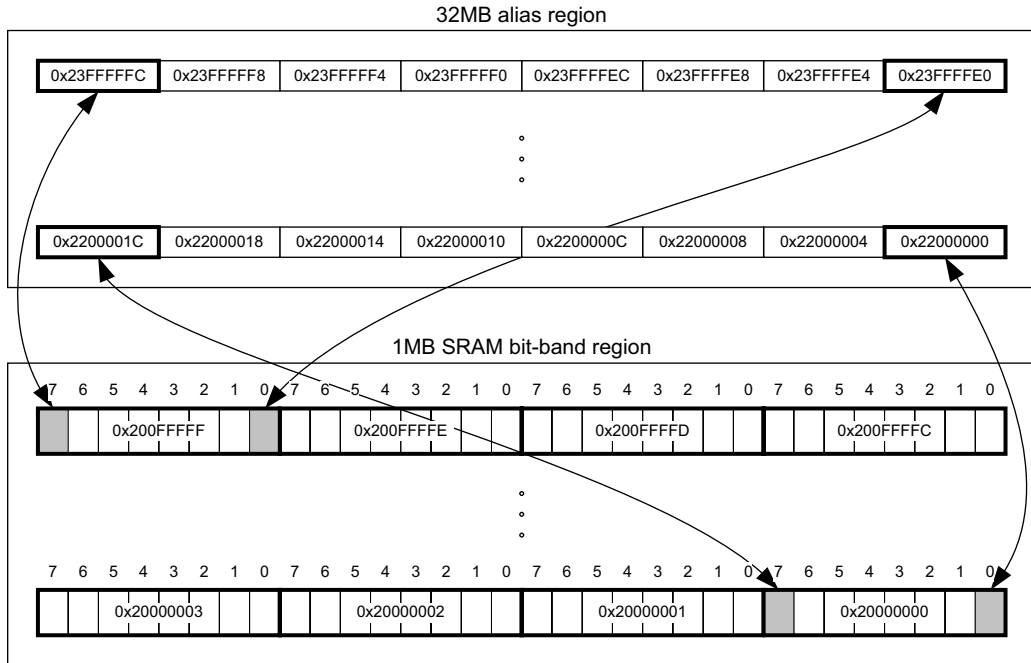 32MB alias region
0x23FFFFFC 0x23FFFFF8 0x23FFFFF4 0x23FFFFF0 0x23FFFFEC 0x23FFFFE8 0x23FFFFE4 0x23FFFFE0
0x2200001C 0x22000018 0x22000014 0x22000010 0x2200000C 0x22000008 0x22000004 0x22000000
1MB SRAM bit-band region
7 6 5 4 3 2 1 0 7 6 5 4 3 2 1 0 7 6 5 4 3 2 1 0 7 6 5 4 3 2 1 0
0x200FFFFF 0x200FFFFE 0x200FFFFD 0x200FFFFC
7 6 5 4 3 2 1 0 7 6 5 4 3 2 1 0 7 6 5 4 3 2 1 0 7 6 5 4 3 2 1 0
0x20000003 0x20000002 0x20000001 0x20000000